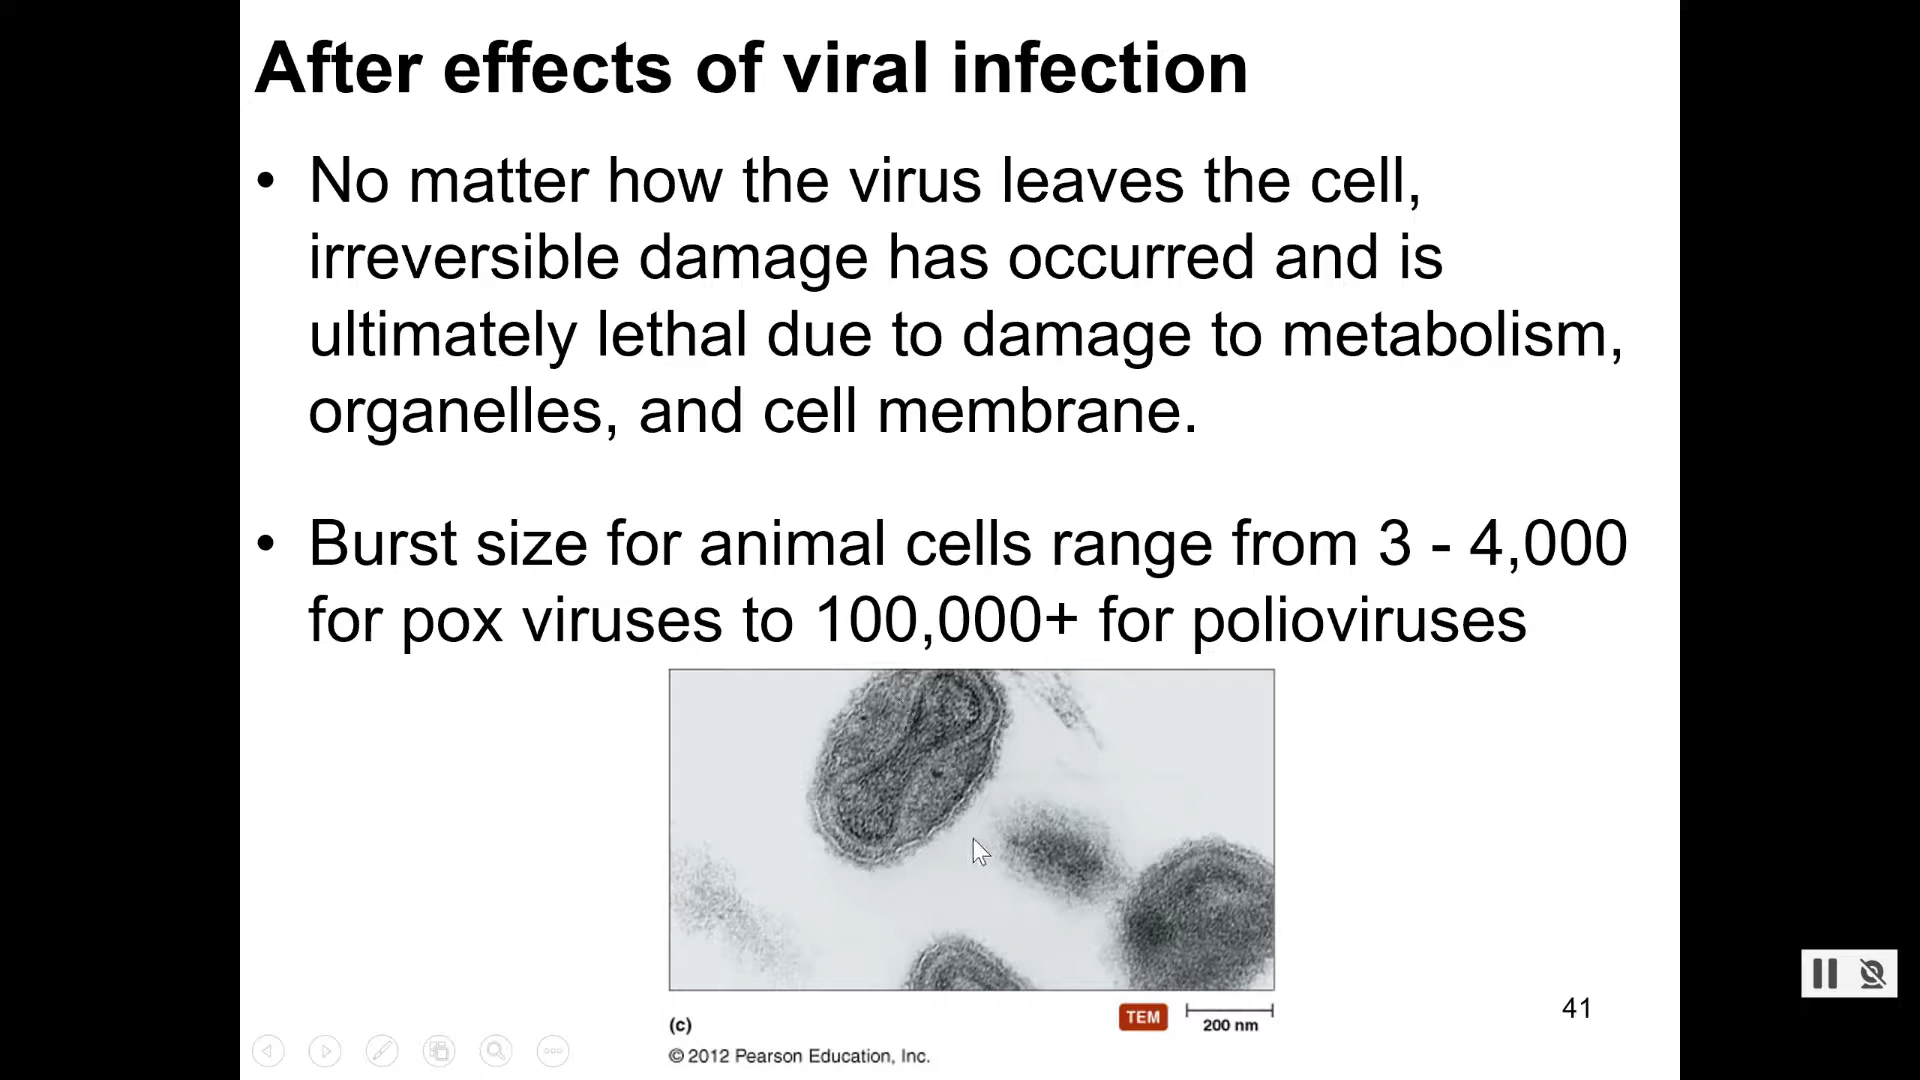 After effects of viral infection
• No matter how the virus leaves the cell,
irreversible damage has occurred and is
ultimately lethal due to damage to metabolism,
organelles, and cell membrane.
• Burst size for animal cells range from 3 - 4,000
for pox viruses to 100,000+ for polioviruses
(c)
TEM
200 nm
41
© 2012 Pearson Education, Inc.